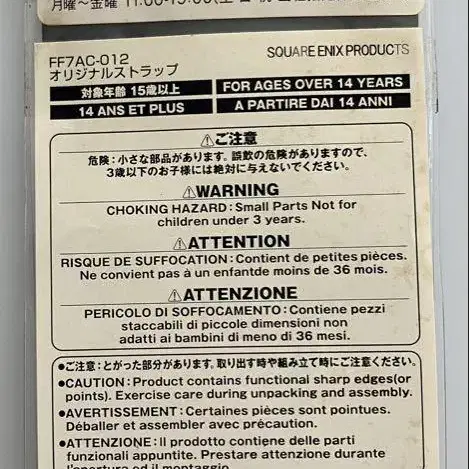 月曜〜金曜 11:00-19:00(土
FF7AC-012
SQUARE ENIX PRODUCTS
オリジナルストラップ
対象年齢 15歳以上
FOR AGES OVER 14 YEARS
14 ANS ET PLUS
A PARTIRE DAI 14 ANNI
⚠ご注意
危険：小さな部品があります。誤飲の危険がありますので、
3歳以下のお子様には絶対に与えないでください。
⚠WARNING
CHOKING HAZARD：Small Parts Not for
children under 3 years.
⚠ATTENTION
RISQUE DE SUFFOCATION：Contient de petites pièces.
Ne convient pas à un enfantde moins de 36 mois.
⚠ATTENZIONE
PERICOLO DI SOFFOCAMENTO：Contiene pezzi
staccabili di piccole dimensioni non
adatti ai bambini di meno di 36 mesi.
●ご注意：とがった部分があります。取り出す時や組み立て時にご注意ください。
●CAUTION：Product contains functional sharp edges(or
points). Exercise care during unpacking and assembly.
●AVERTISSEMENT：Certaines pièces sont pointues.
Déballer et assembler avec précaution.
●ATTENZIONE：Il prodotto contiene delle parti
funzionali appuntite. Prestare attenzione durante
l'apertura ed il montaggio.